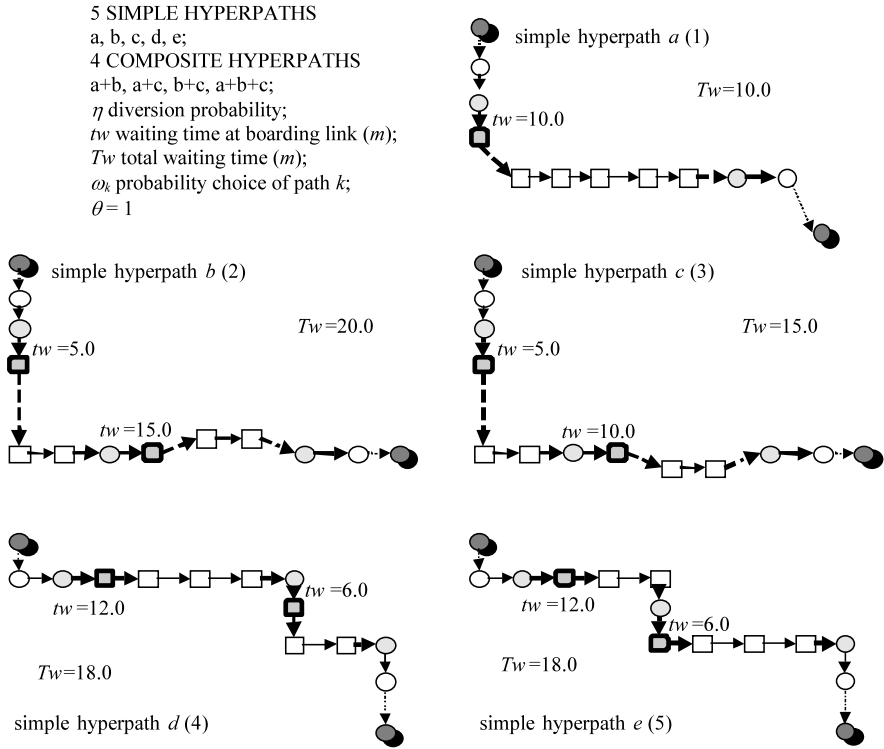 5 SIMPLE HYPERPATHS
a, b, c, d, e;
4 COMPOSITE HYPERPATHS
a+b, a+c, b+c, a+b+c;
η diversion probability;
tw waiting time at boarding link (m);
Tw total waiting time (m);
ωk probability choice of path k;
θ = 1
simple hyperpath a (1)
Tw=10.0
tw =10.0
simple hyperpath b (2)
Tw=20.0
tw =5.0
tw =15.0
simple hyperpath c (3)
Tw=15.0
tw =5.0
tw =10.0
tw =6.0
tw =12.0
Tw=18.0
simple hyperpath d (4)
tw =12.0
tw =6.0
Tw=18.0
simple hyperpath e (5)